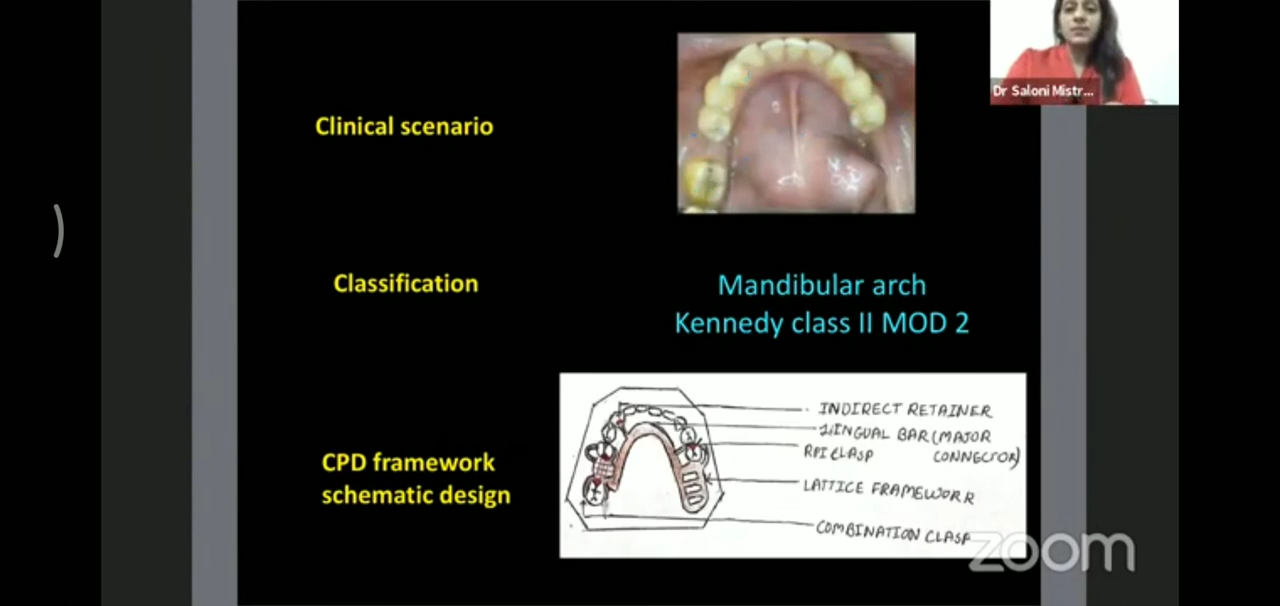 Dr Saloni Mistr...
Clinical scenario
Classification
Mandibular arch
Kennedy class II MOD 2
CPD framework
schematic design
INDIRECT RETAINER
LINGUAL BAR (MAJOR
CONNECTOR)
RPI CLASP
LATTICE FRAMEWORK
COMBINATION CLASP
zoom